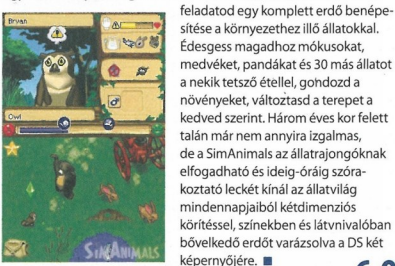 Bryan
Owl
SIMANIMALS
feladatod egy komplett erdő benépe-
sítése a környezethez illő állatokkal.
Édesgess magadhoz mókusokat,
medvéket, pandákat és 30 más állatot
a nekik tetsző étellel, gondozd a
növényeket, változtasd a terepet a
kedved szerint. Három éves kor felett
talán már nem annyira izgalmas,
de a SimAnimals az állatrajongóknak
elfogadható és ideig-óráig szóra-
koztató leckét kínál az állatvilág
mindennapjaiból kétdimenziós
körítéssel, színekben és látvnivalóban
bővelkedő erdőt varázsolva a DS két
képernyőjére.